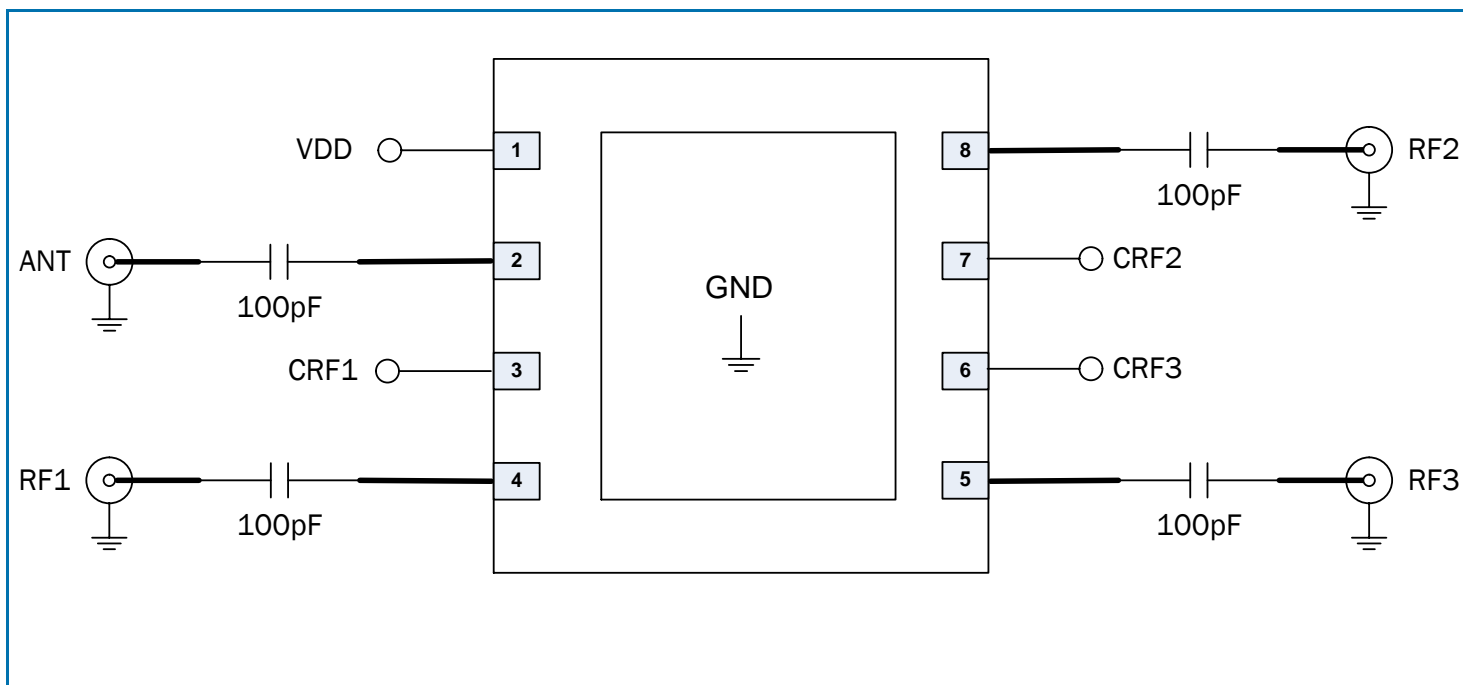 VDD
1
8
RF2
100pF
ANT
2
7
CRF2
100pF
GND
CRF1
3
6
CRF3
RF1
4
5
RF3
100pF
100pF